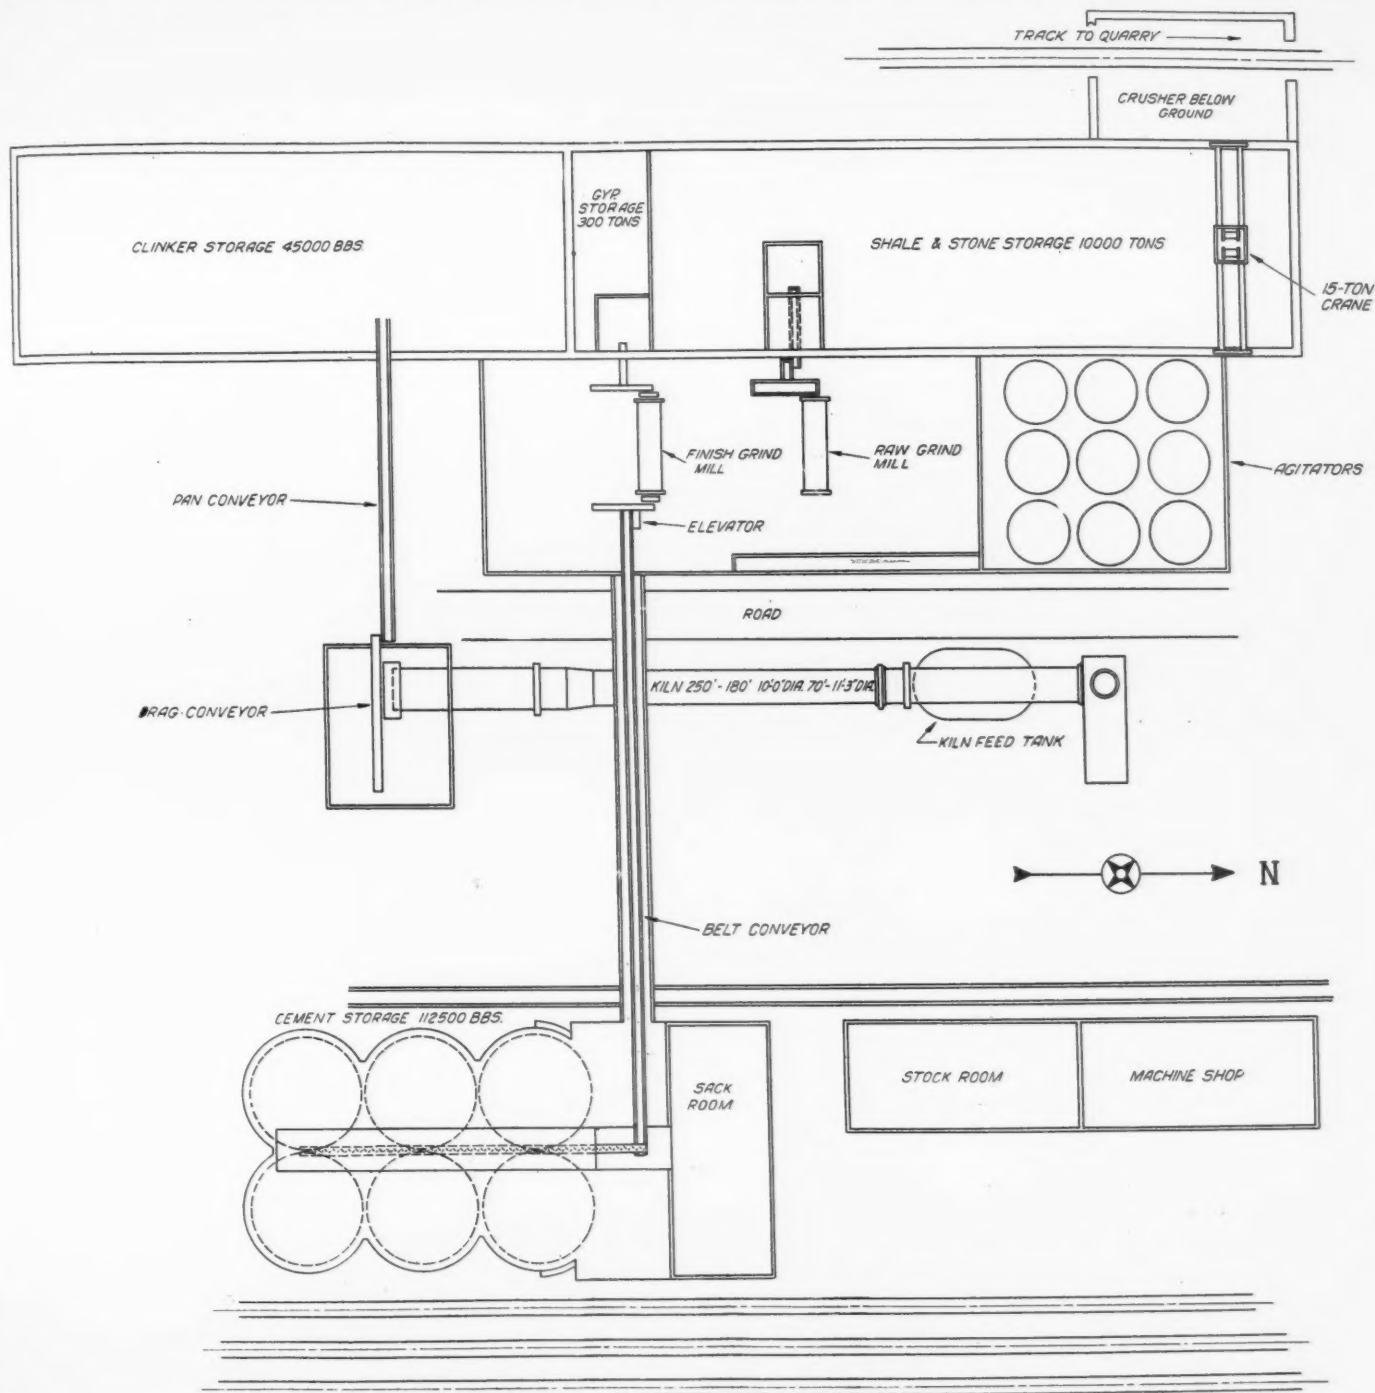 TRACK TO QUARRY
CRUSHER BELOW
GROUND
GYP.
STORAGE
300 TONS
CLINKER STORAGE 45000 BBS.
SHALE & STONE STORAGE 10000 TONS
15-TON
CRANE
FINISH GRIND
MILL
RAW GRIND
MILL
AGITATORS
PAN CONVEYOR
ELEVATOR
ROAD
KILN 250'-180' 10'-0" DIA. 70'-11'-3" DIA.
DRAG-CONVEYOR
KILN FEED TANK
N
BELT CONVEYOR
CEMENT STORAGE 112500 BBS.
SACK
ROOM
STOCK ROOM
MACHINE SHOP